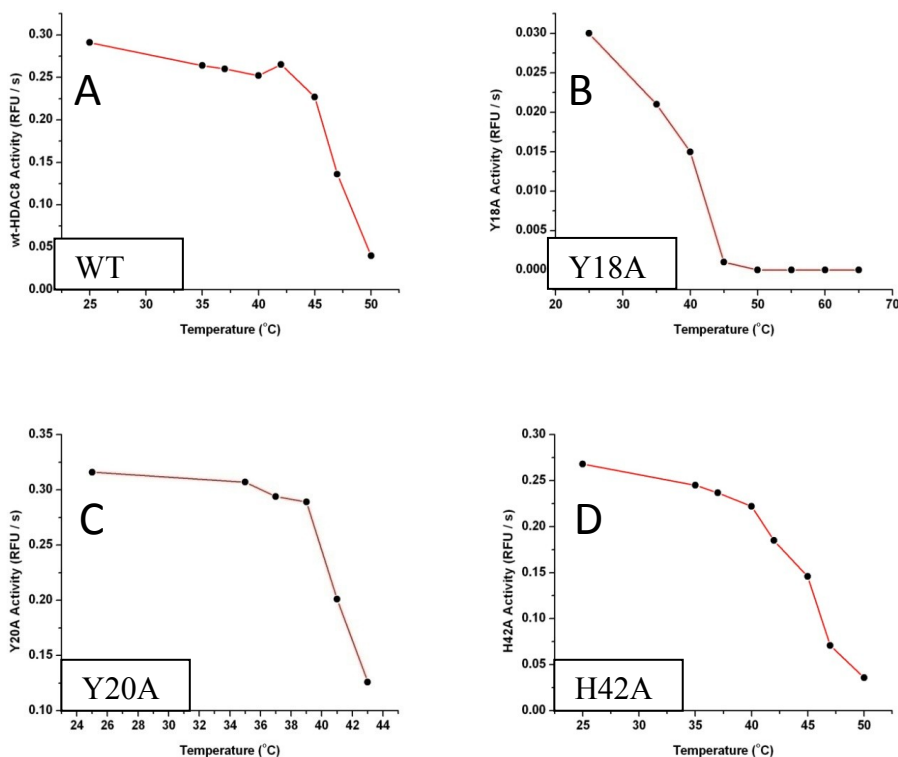 A
wt-HDAC8 Activity (RFU / s)
0.30
0.25
0.20
0.15
0.10
0.05
0.00
WT
25 30 35 40 45 50
Temperature (°C)
B
Y18A Activity (RFU / s)
0.030
0.025
0.020
0.015
0.010
0.005
0.000
Y18A
20 30 40 50 60 70
Temperature (°C)
C
Y20A Activity (RFU / s)
0.35
0.30
0.25
0.20
0.15
0.10
Y20A
24 26 28 30 32 34 36 38 40 42 44
Temperature (°C)
D
H42A Activity (RFU / s)
0.30
0.25
0.20
0.15
0.10
0.05
0.00
H42A
25 30 35 40 45 50
Temperature (°C)